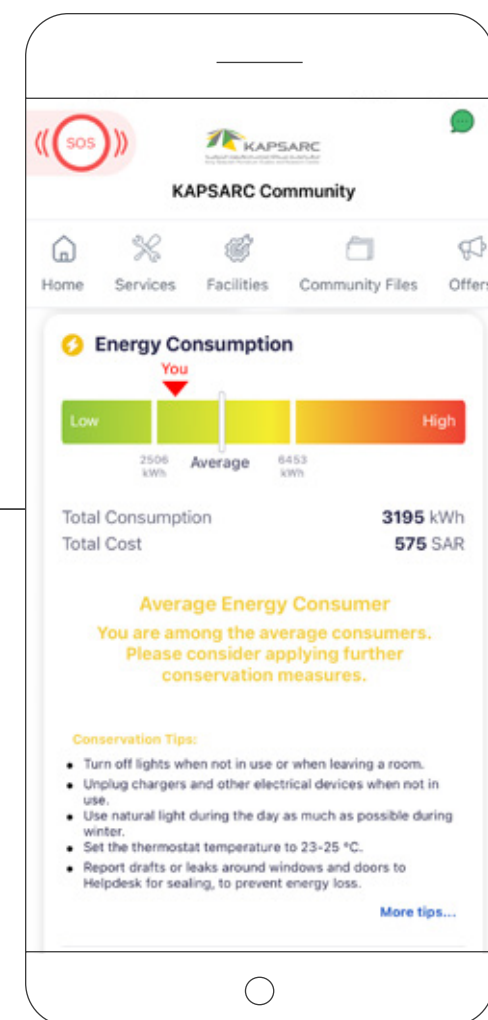 SOS
KAPSARC
KAPSARC Community
Home Services Facilities Community Files Offers
Energy Consumption
You
Low High
2506 kWh Average 6453 kWh
Total Consumption 3195 kWh
Total Cost 575 SAR
Average Energy Consumer
You are among the average consumers.
Please consider applying further
conservation measures.
Conservation Tips:
• Turn off lights when not in use or when leaving a room.
• Unplug chargers and other electrical devices when not in
use.
• Use natural light during the day as much as possible during
winter.
• Set the thermostat temperature to 23-25 °C.
• Report drafts or leaks around windows and doors to
Helpdesk for sealing, to prevent energy loss.
More tips...